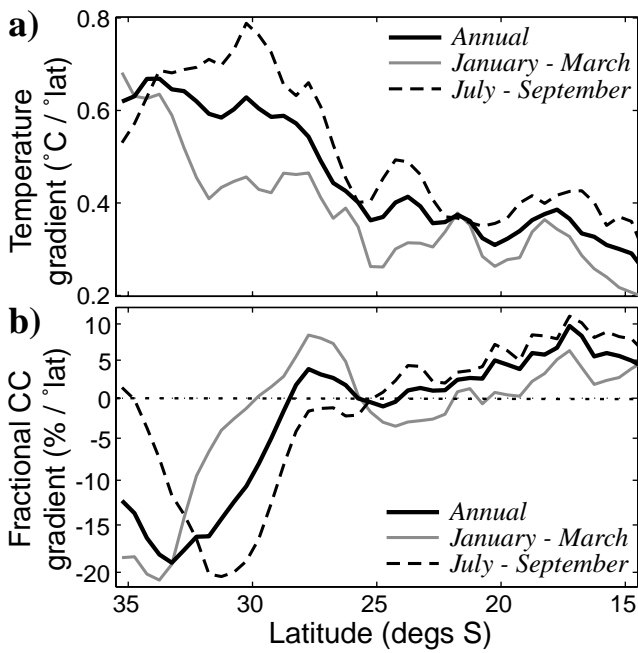 a)
0.8
0.6
0.4
0.2
Temperature
gradient (˚C / ˚lat)
Annual
January - March
July - September
b)
10
5
0
-5
-10
-15
-20
Fractional CC
gradient (% / ˚lat)
Annual
January - March
July - September
35 30 25 20 15
Latitude (degs S)